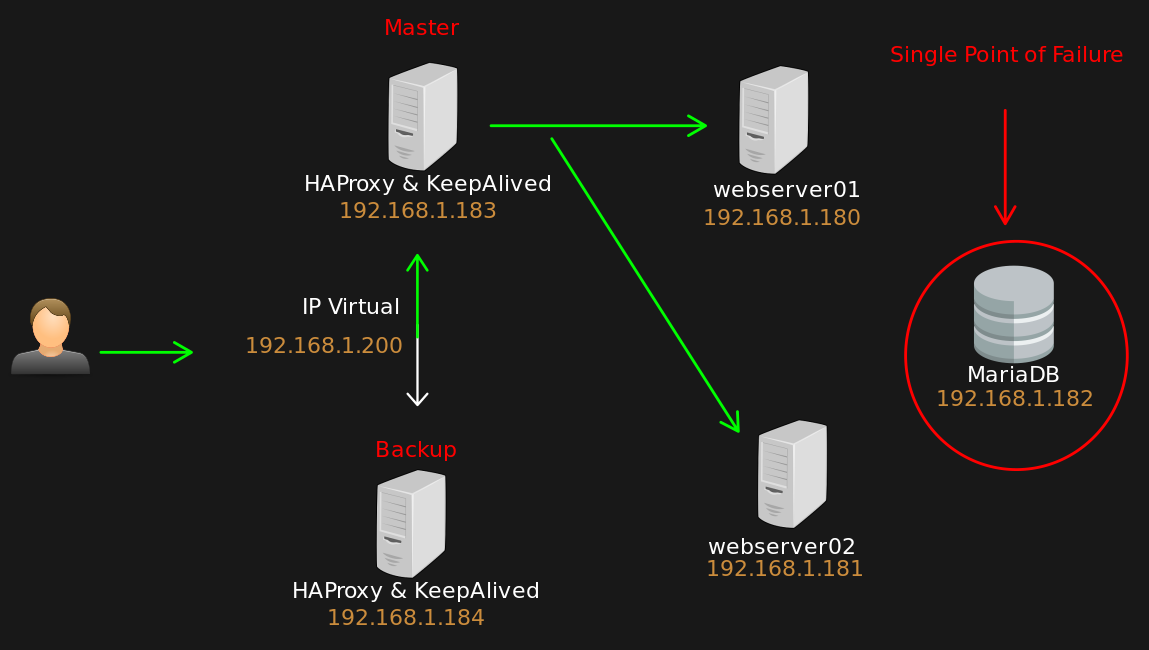 Master
Single Point of Failure
HAProxy & KeepAlived
192.168.1.183
webserver01
192.168.1.180
IP Virtual
192.168.1.200
MariaDB
192.168.1.182
Backup
HAProxy & KeepAlived
192.168.1.184
webserver02
192.168.1.181